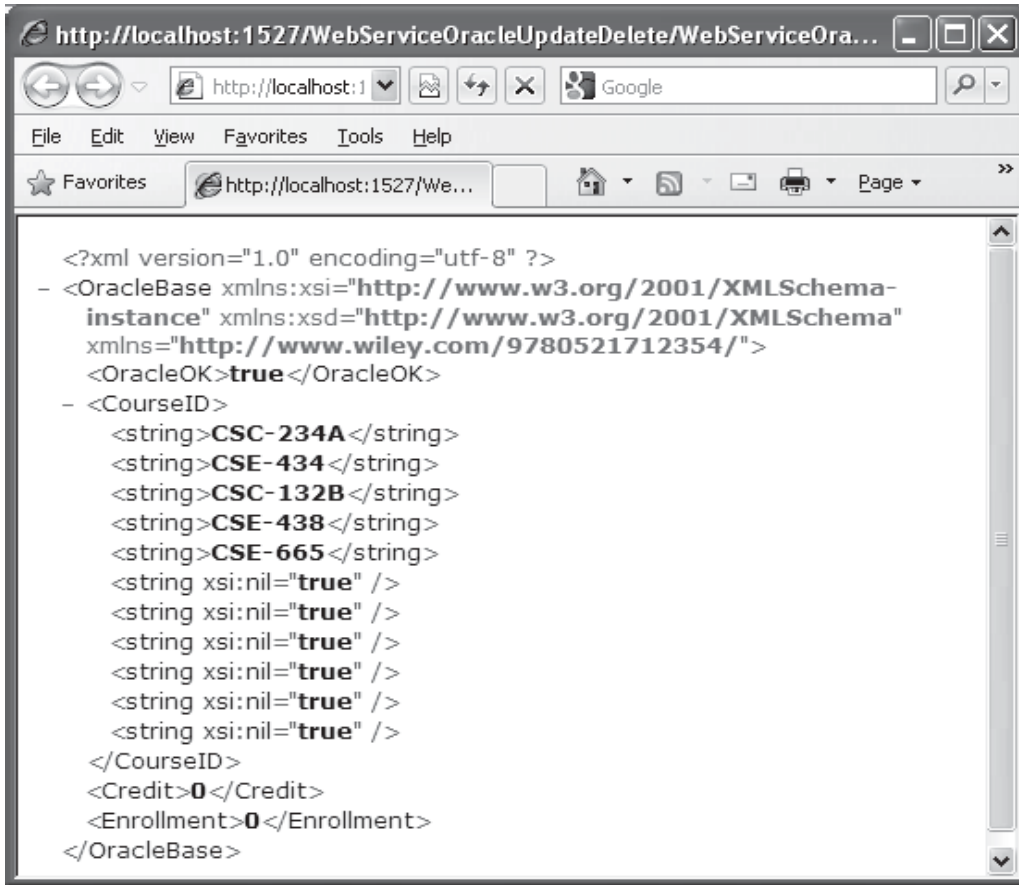 http://localhost:1527/WebServiceOracleUpdateDelete/WebServiceOra...
http://localhost:1 Google
File Edit View Favorites Tools Help
Favorites http://localhost:1527/We... Page »
<?xml version="1.0" encoding="utf-8" ?>
– <OracleBase xmlns:xsi="http://www.w3.org/2001/XMLSchema-
instance" xmlns:xsd="http://www.w3.org/2001/XMLSchema"
xmlns="http://www.wiley.com/9780521712354/">
<OracleOK>true</OracleOK>
– <CourseID>
<string>CSC-234A</string>
<string>CSE-434</string>
<string>CSC-132B</string>
<string>CSE-438</string>
<string>CSE-665</string>
<string xsi:nil="true" />
<string xsi:nil="true" />
<string xsi:nil="true" />
<string xsi:nil="true" />
<string xsi:nil="true" />
<string xsi:nil="true" />
</CourseID>
<Credit>0</Credit>
<Enrollment>0</Enrollment>
</OracleBase>